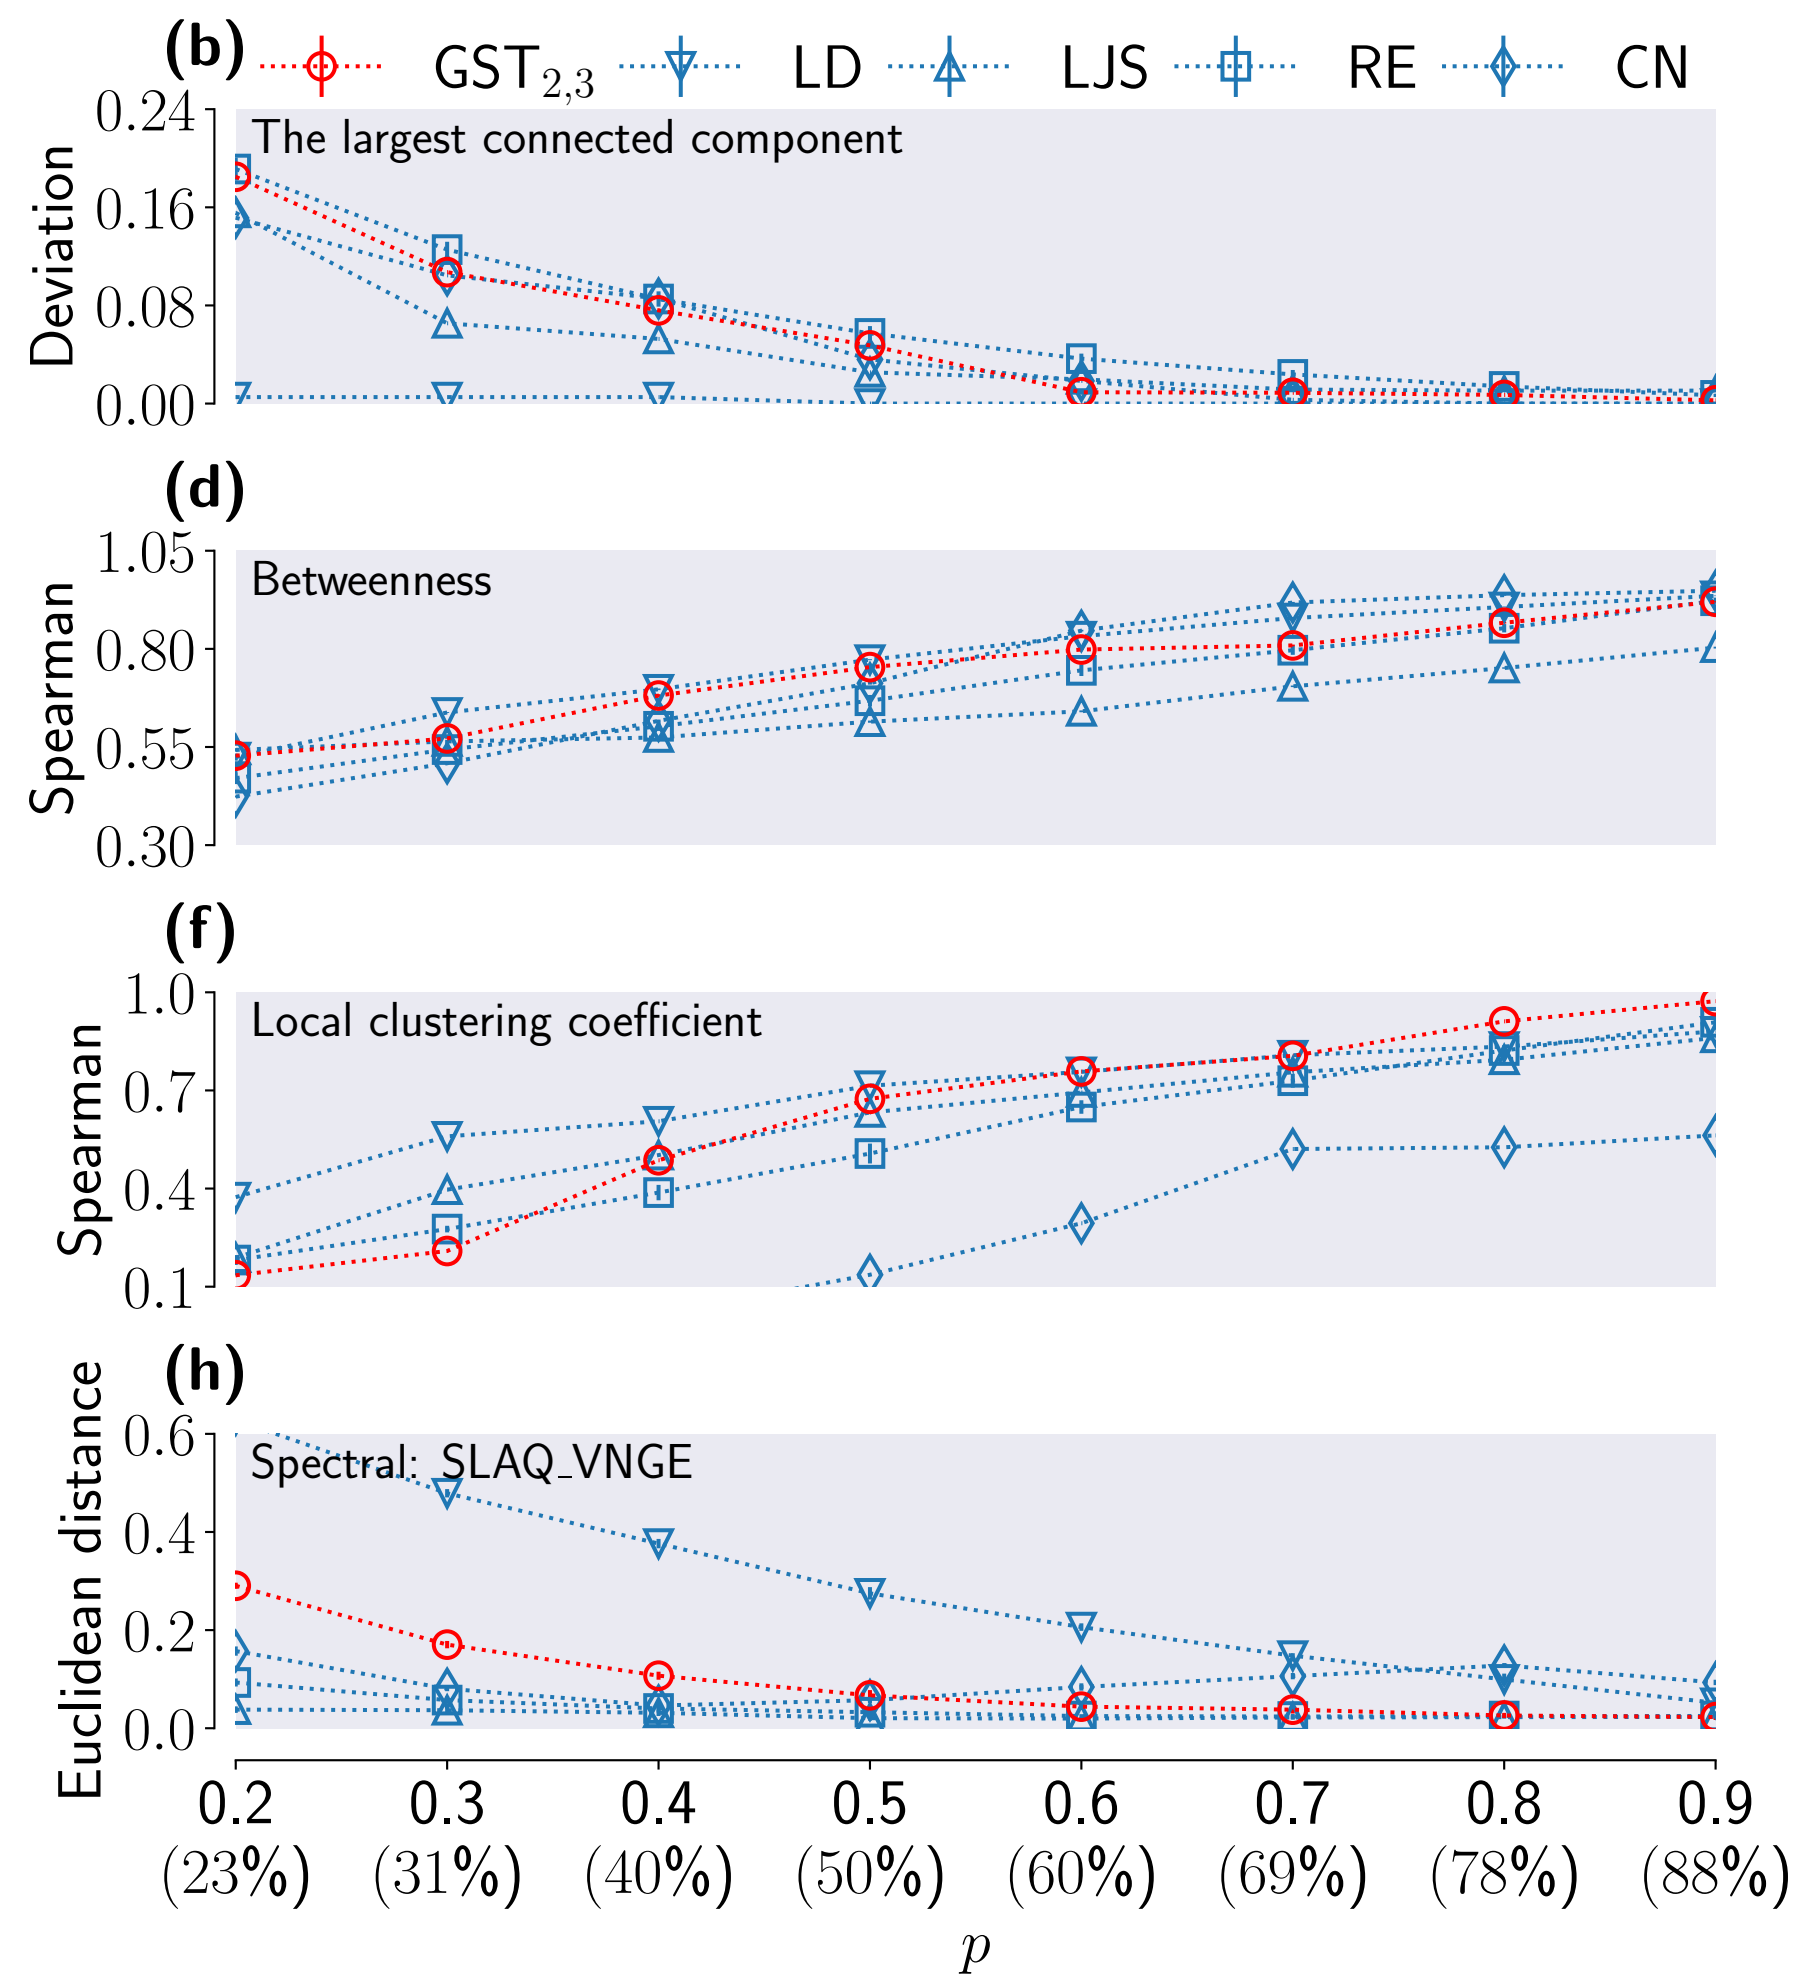 (b)
GST2,3 LD LJS RE CN
The largest connected component
Deviation
0.24
0.16
0.08
0.00
(d)
Betweenness
Spearman
1.05
0.80
0.55
0.30
(f)
Local clustering coefficient
Spearman
1.0
0.7
0.4
0.1
(h)
Spectral: SLAQ_VNGE
Euclidean distance
0.6
0.4
0.2
0.0
0.2 0.3 0.4 0.5 0.6 0.7 0.8 0.9
(23%) (31%) (40%) (50%) (60%) (69%) (78%) (88%)
p